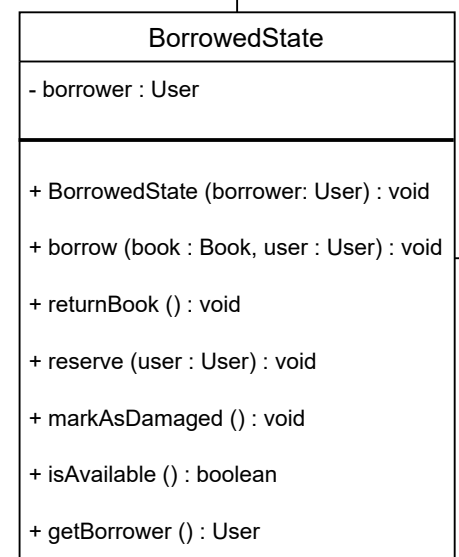 BorrowedState
- borrower : User
+ BorrowedState (borrower: User) : void
+ borrow (book : Book, user : User) : void
+ returnBook () : void
+ reserve (user : User) : void
+ markAsDamaged () : void
+ isAvailable () : boolean
+ getBorrower () : User